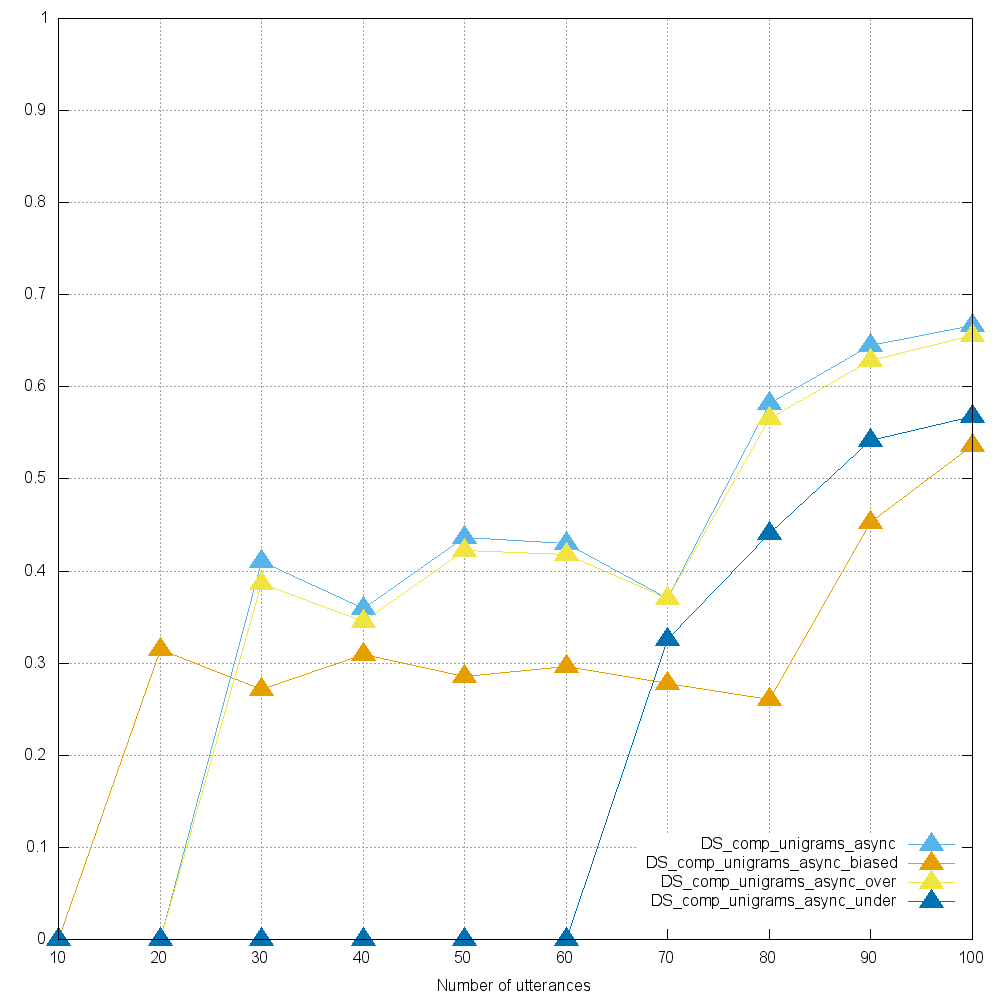 1
0.9
0.8
0.7
0.6
0.5
0.4
0.3
0.2
0.1
0
DS_comp_unigrams_async
DS_comp_unigrams_async_biased
DS_comp_unigrams_async_over
DS_comp_unigrams_async_under
10 20 30 40 50 60 70 80 90 100
Number of utterances